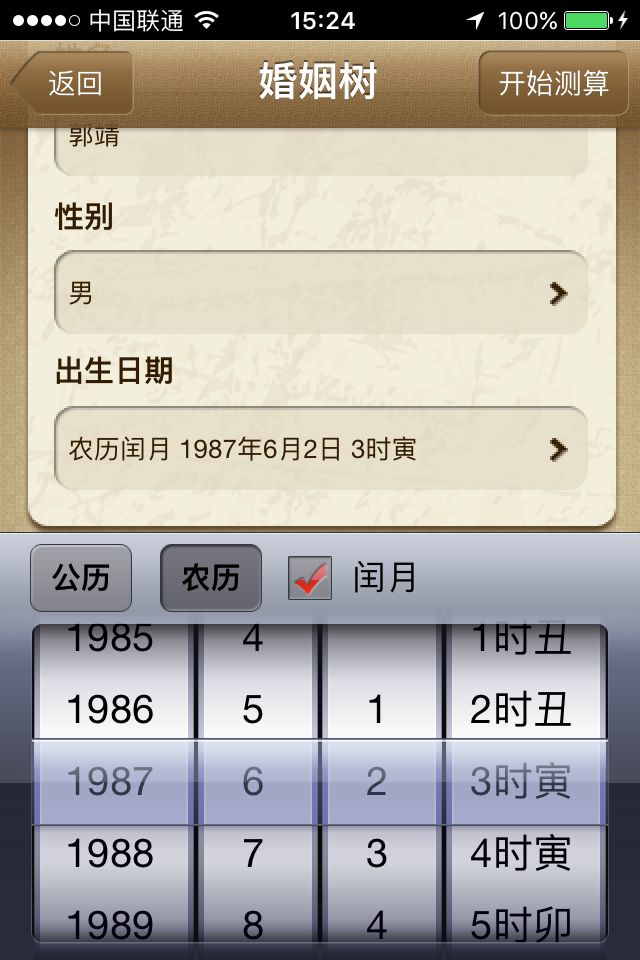 中国联通 15:24 100%
返回 婚姻树 开始测算
郭靖
性别
男
出生日期
农历闰月 1987年6月2日 3时寅
公历 农历 闰月
1985 4 1时丑
1986 5 1 2时丑
1987 6 2 3时寅
1988 7 3 4时寅
1989 8 4 5时卯